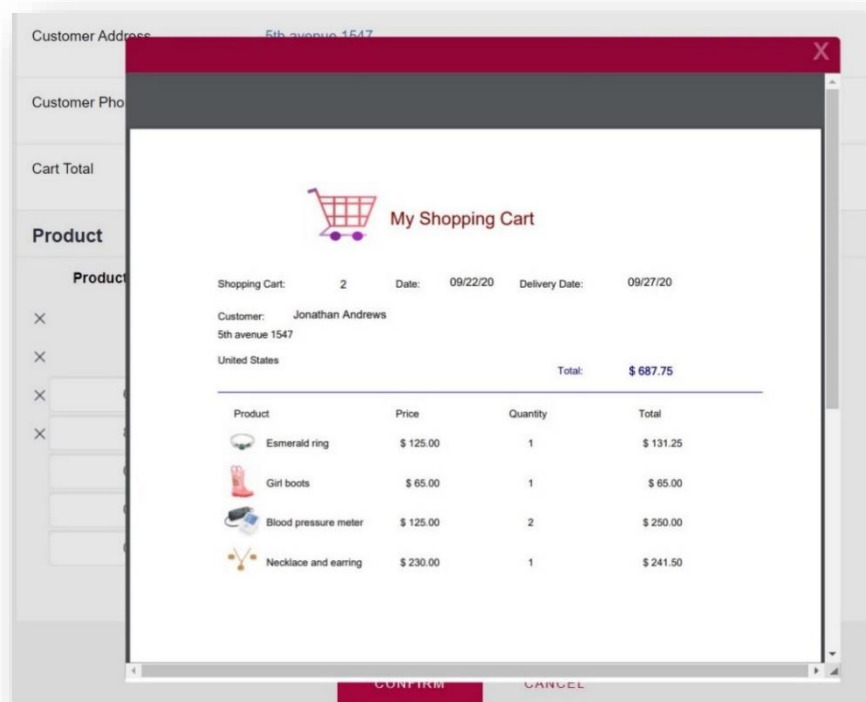 Customer Address 5th avenue 1547
X
Customer Pho
Cart Total
Product
Product
My Shopping Cart
Shopping Cart: 2 Date: 09/22/20 Delivery Date: 09/27/20
Customer: Jonathan Andrews
5th avenue 1547
United States
Total: $ 687.75
Product Price Quantity Total
Esmerald ring $ 125.00 1 $ 131.25
Girl boots $ 65.00 1 $ 65.00
Blood pressure meter $ 125.00 2 $ 250.00
Necklace and earring $ 230.00 1 $ 241.50
CONFIRM CANCEL